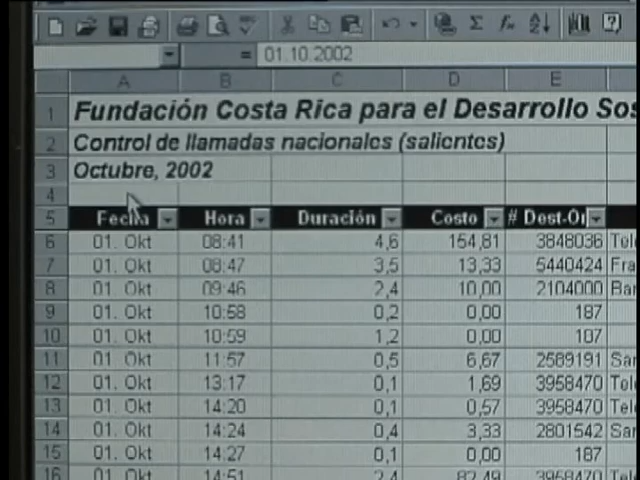 = 01.10.2002
A B C D E
1 Fundación Costa Rica para el Desarrollo Sos
2 Control de llamadas nacionales (salientes)
3 Octubre, 2002
4
5 Fecha Hora Duración Costo # Dest-Or
6 01. Okt 08:41 4,6 154,81 3848036 Tel
7 01. Okt 08:47 3,5 13,33 5440424 Fra
8 01. Okt 09:46 2,4 10,00 2104000 Bar
9 01. Okt 10:58 0,2 0,00 187
10 01. Okt 10:59 1,2 0,00 107
11 01. Okt 11:57 0,5 6,67 2589191 Sar
12 01. Okt 13:17 0,1 1,69 3958470 Tel
13 01. Okt 14:20 0,1 0,57 3958470 Tel
14 01. Okt 14:24 0,4 3,33 2801542 Sar
15 01. Okt 14:27 0,1 0,00 187
16 01. Okt 14:51 2,4 82,49 3958470 Tel